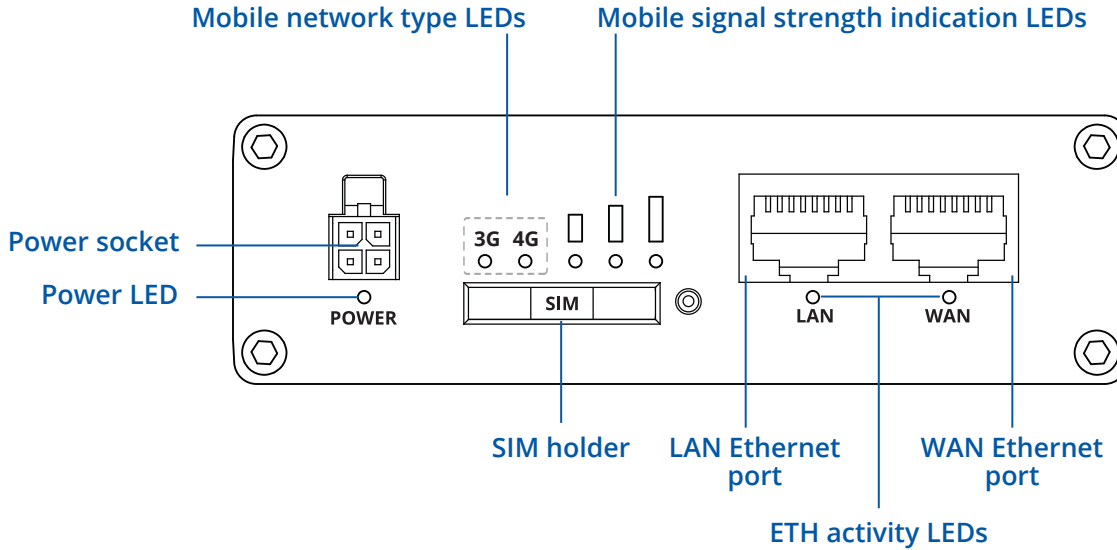 Mobile network type LEDs
Mobile signal strength indication LEDs
Power socket
3G 4G
Power LED
POWER
SIM
LAN
WAN
SIM holder
LAN Ethernet
port
WAN Ethernet
port
ETH activity LEDs